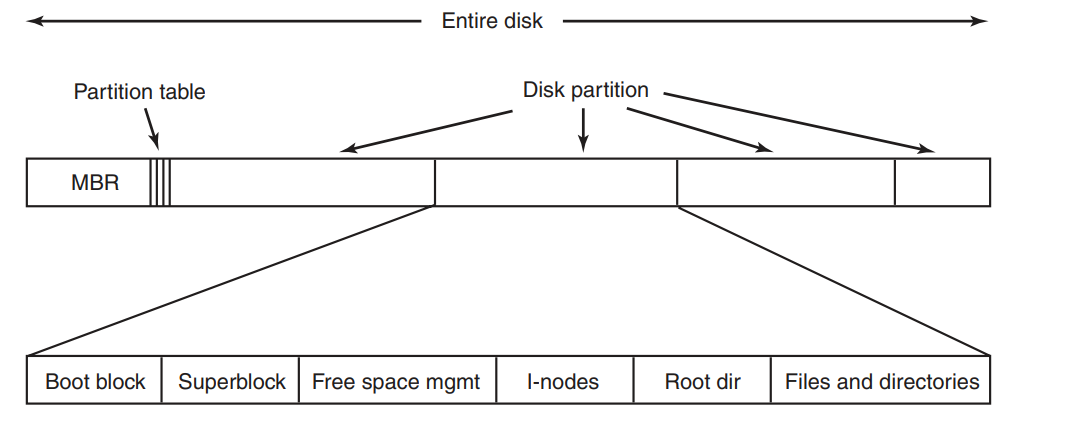 Entire disk
Partition table
Disk partition
MBR
Boot block
Superblock
Free space mgmt
I-nodes
Root dir
Files and directories